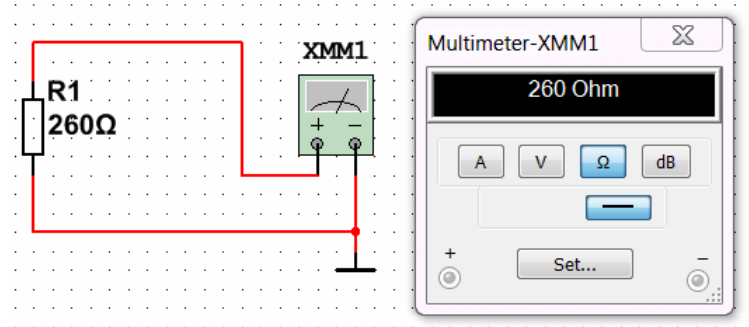 XMM1
+ −
R1
260Ω
Multimeter-XMM1
260 Ohm
A V Ω dB
+ −
Set...